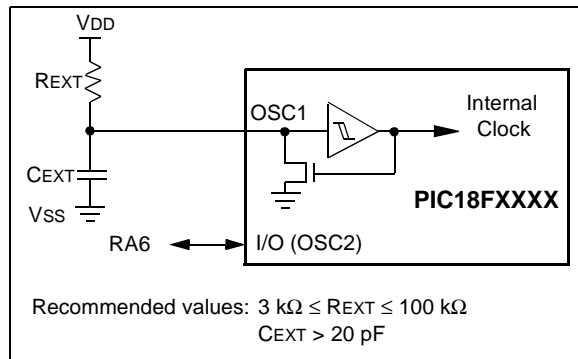 VDD
REXT
OSC1
Internal
Clock
CEXT
PIC18FXXXX
VSS
RA6
I/O (OSC2)
Recommended values: 3 kΩ ≤ REXT ≤ 100 kΩ
CEXT > 20 pF